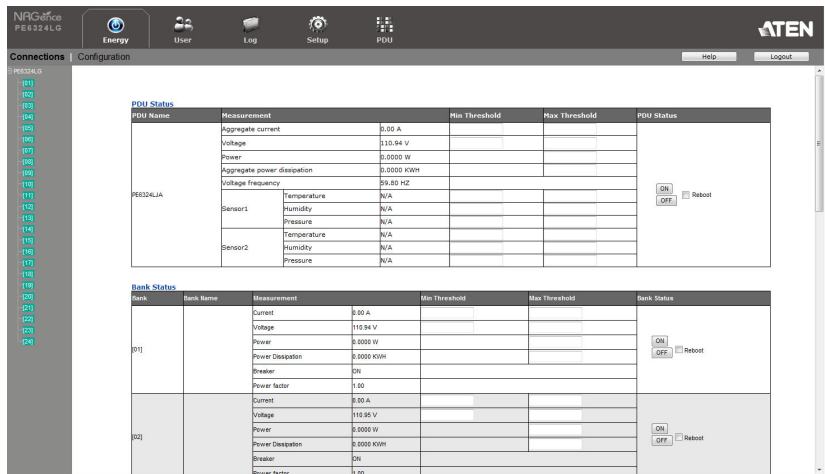 NRGence
PE6324LG
Energy User Log Setup PDU
ATEN
Connections | Configuration Help Logout
PE6324LG
[01]
[02]
[03]
[04]
[05]
[06]
[07]
[08]
[09]
[10]
[11]
[12]
[13]
[14]
[15]
[16]
[17]
[18]
[19]
[20]
[21]
[22]
[23]
[24]
PDU Status
PDU Name Measurement Min Threshold Max Threshold PDU Status
PE6324LJA
Aggregate current 0.00 A
Voltage 110.94 V
Power 0.0000 W
Aggregate power dissipation 0.0000 KWH
Voltage frequency 59.80 HZ
Sensor1
Temperature N/A
Humidity N/A
Pressure N/A
Sensor2
Temperature N/A
Humidity N/A
Pressure N/A
ON
OFF Reboot
Bank Status
Bank Bank Name Measurement Min Threshold Max Threshold Bank Status
[01]
Current 0.00 A
Voltage 110.94 V
Power 0.0000 W
Power Dissipation 0.0000 KWH
Breaker ON
Power factor 1.00
ON
OFF Reboot
[02]
Current 0.00 A
Voltage 110.95 V
Power 0.0000 W
Power Dissipation 0.0000 KWH
Breaker ON
Power factor 1.00
ON
OFF Reboot